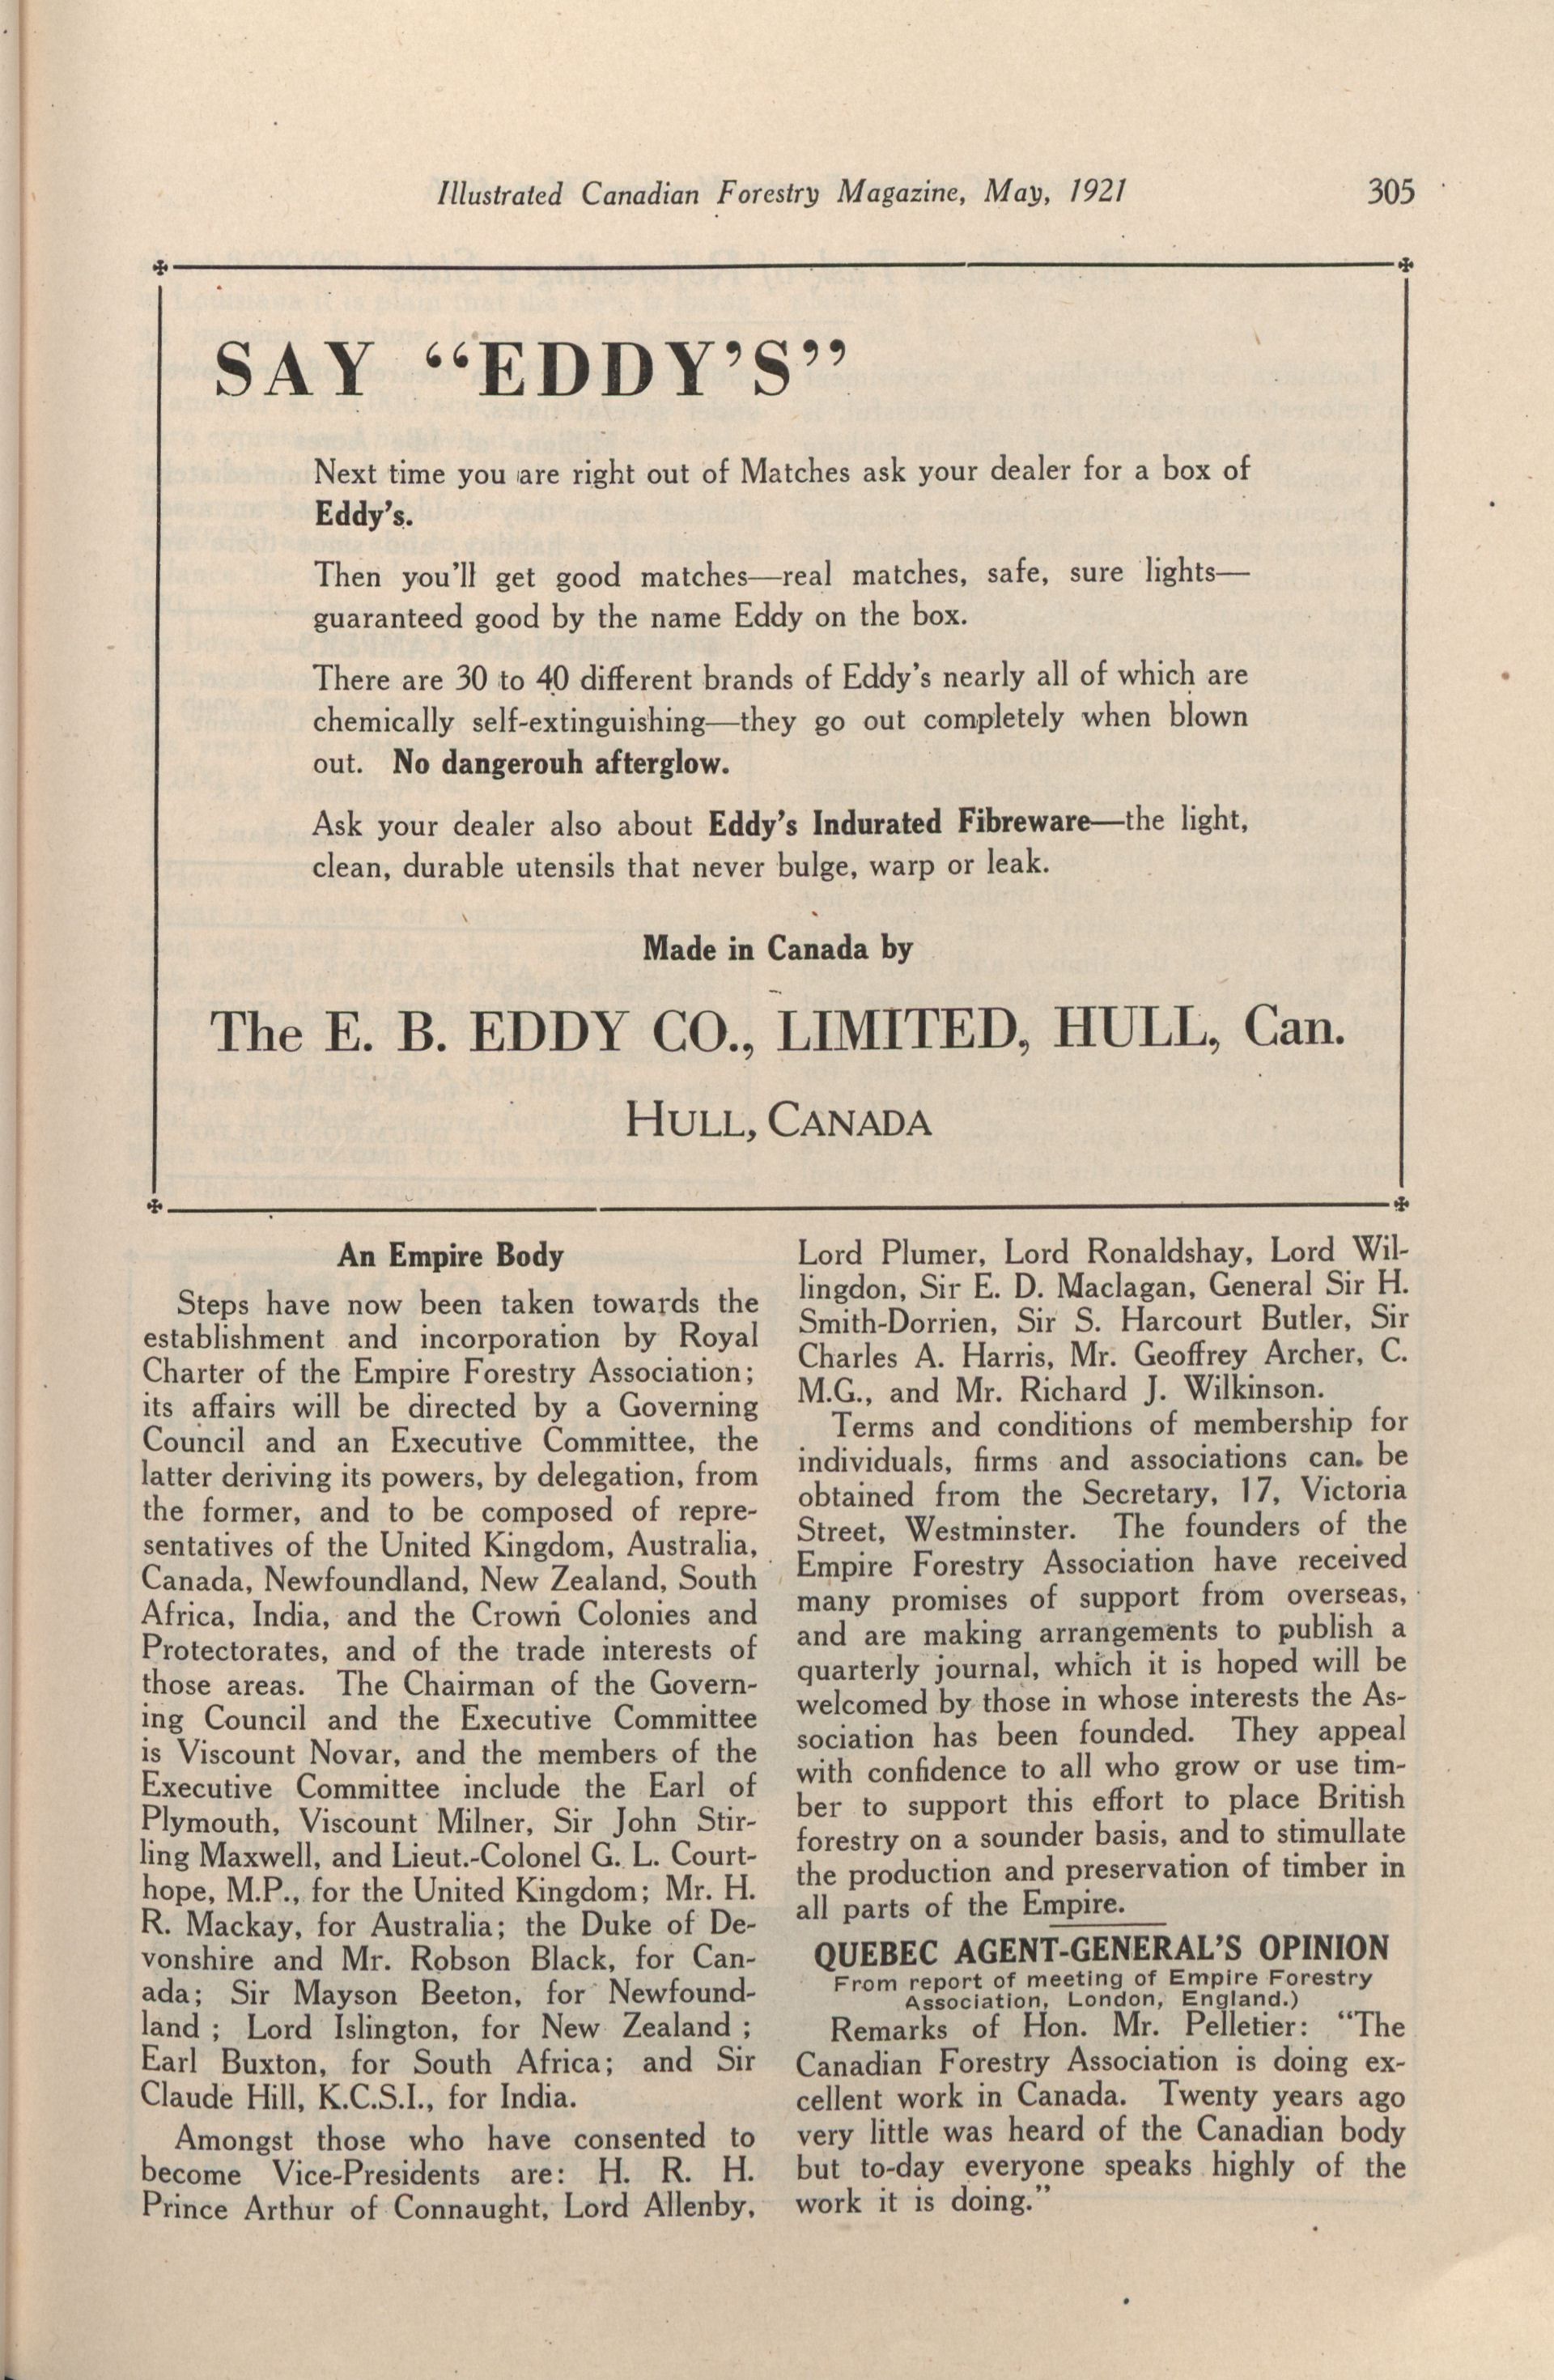 Illustrated Canadian Forestry Magazine, May, 1921 305
SAY "EDDY'S"
Next time you are right out of Matches ask your dealer for a box of
Eddy's.
Then you'll get good matches—real matches, safe, sure lights—
guaranteed good by the name Eddy on the box.
There are 30 to 40 different brands of Eddy's nearly all of which are
chemically self-extinguishing—they go out completely when blown
out. No dangerouh afterglow.
Ask your dealer also about Eddy's Indurated Fibreware—the light,
clean, durable utensils that never bulge, warp or leak.
Made in Canada by
The E. B. EDDY CO., LIMITED, HULL, Can.
HULL, CANADA
An Empire Body
Steps have now been taken towards the
establishment and incorporation by Royal
Charter of the Empire Forestry Association;
its affairs will be directed by a Governing
Council and an Executive Committee, the
latter deriving its powers, by delegation, from
the former, and to be composed of repre-
sentatives of the United Kingdom, Australia,
Canada, Newfoundland, New Zealand, South
Africa, India, and the Crown Colonies and
Protectorates, and of the trade interests of
those areas. The Chairman of the Govern-
ing Council and the Executive Committee
is Viscount Novar, and the members of the
Executive Committee include the Earl of
Plymouth, Viscount Milner, Sir John Stir-
ling Maxwell, and Lieut.-Colonel G. L. Court-
hope, M.P., for the United Kingdom; Mr. H.
R. Mackay, for Australia; the Duke of De-
vonshire and Mr. Robson Black, for Can-
ada; Sir Mayson Beeton, for Newfound-
land ; Lord Islington, for New Zealand ;
Earl Buxton, for South Africa; and Sir
Claude Hill, K.C.S.I., for India.
Amongst those who have consented to
become Vice-Presidents are: H. R. H.
Prince Arthur of Connaught, Lord Allenby,
Lord Plumer, Lord Ronaldshay, Lord Wil-
lingdon, Sir E. D. Maclagan, General Sir H.
Smith-Dorrien, Sir S. Harcourt Butler, Sir
Charles A. Harris, Mr. Geoffrey Archer, C.
M.G., and Mr. Richard J. Wilkinson.
Terms and conditions of membership for
individuals, firms and associations can. be
obtained from the Secretary, 17, Victoria
Street, Westminster. The founders of the
Empire Forestry Association have received
many promises of support from overseas,
and are making arrangements to publish a
quarterly journal, which it is hoped will be
welcomed by those in whose interests the As-
sociation has been founded. They appeal
with confidence to all who grow or use tim-
ber to support this effort to place British
forestry on a sounder basis, and to stimullate
the production and preservation of timber in
all parts of the Empire.
QUEBEC AGENT-GENERAL'S OPINION
From report of meeting of Empire Forestry
Association, London, England.)
Remarks of Hon. Mr. Pelletier: "The
Canadian Forestry Association is doing ex-
cellent work in Canada. Twenty years ago
very little was heard of the Canadian body
but to-day everyone speaks highly of the
work it is doing."